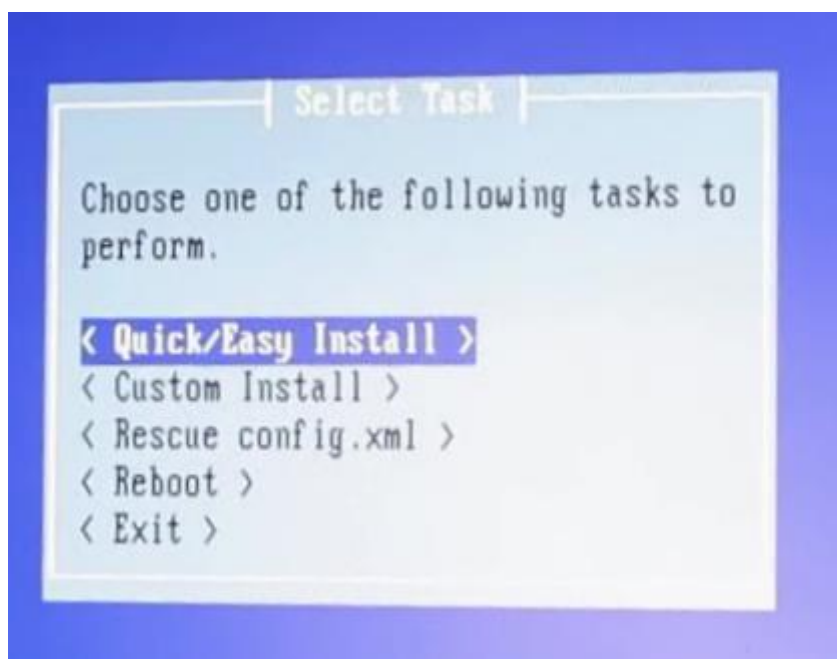 Select Task
Choose one of the following tasks to
perform.
< Quick/Easy Install >
< Custom Install >
< Rescue config.xml >
< Reboot >
< Exit >